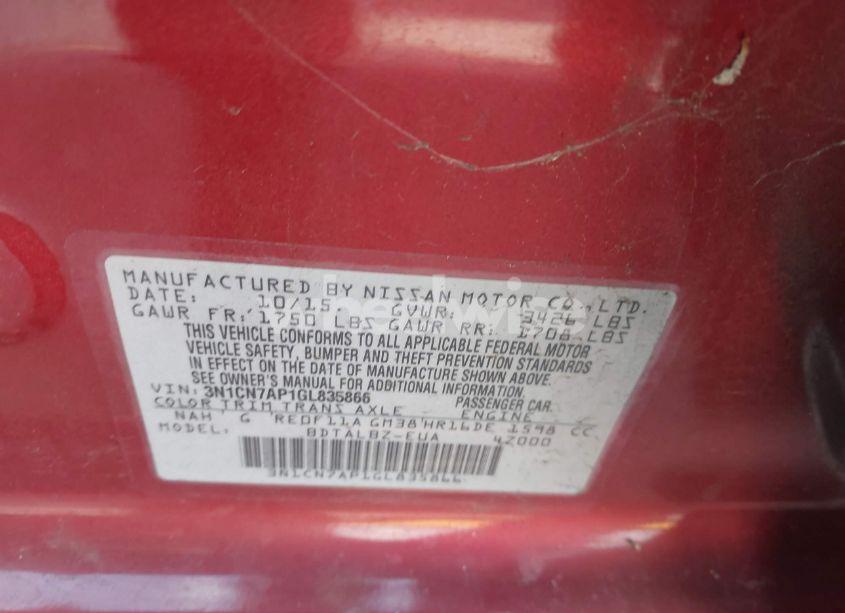 MANUFACTURED BY NISSAN MOTOR CO., LTD.
DATE: 10/15 GVWR: 3426 LBS
GAWR FR: 1750 LBS GAWR RR: 1708 LBS
THIS VEHICLE CONFORMS TO ALL APPLICABLE FEDERAL MOTOR
VEHICLE SAFETY, BUMPER AND THEFT PREVENTION STANDARDS
IN EFFECT ON THE DATE OF MANUFACTURE SHOWN ABOVE.
SEE OWNER'S MANUAL FOR ADDITIONAL INFORMATION.
VIN: 3N1CN7AP1GL835866 PASSENGER CAR
COLOR TRIM TRANS AXLE ENGINE
NAH G RE0F11A GM38 HR16DE 1598 CC
MODEL: BDTALBZ-EUA 4Z000
3N1CN7AP1GL835866